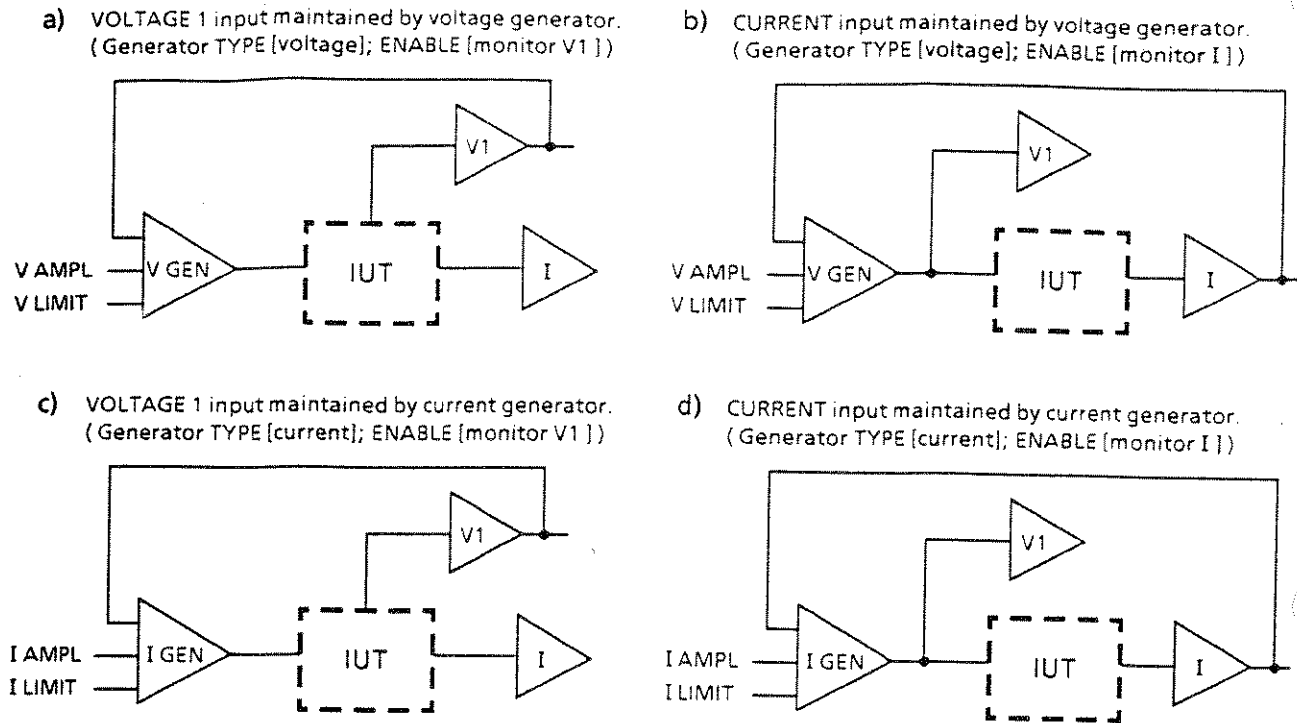 a) VOLTAGE 1 input maintained by voltage generator.
(Generator TYPE [voltage]; ENABLE [monitor V1])
V1
V GEN
V AMPL
V LIMIT
IUT
I
b) CURRENT input maintained by voltage generator.
(Generator TYPE [voltage]; ENABLE [monitor I])
V1
V GEN
V AMPL
V LIMIT
IUT
I
c) VOLTAGE 1 input maintained by current generator.
(Generator TYPE [current]; ENABLE [monitor V1])
V1
I GEN
I AMPL
I LIMIT
IUT
I
d) CURRENT input maintained by current generator.
(Generator TYPE [current]; ENABLE [monitor I])
V1
I GEN
I AMPL
I LIMIT
IUT
I